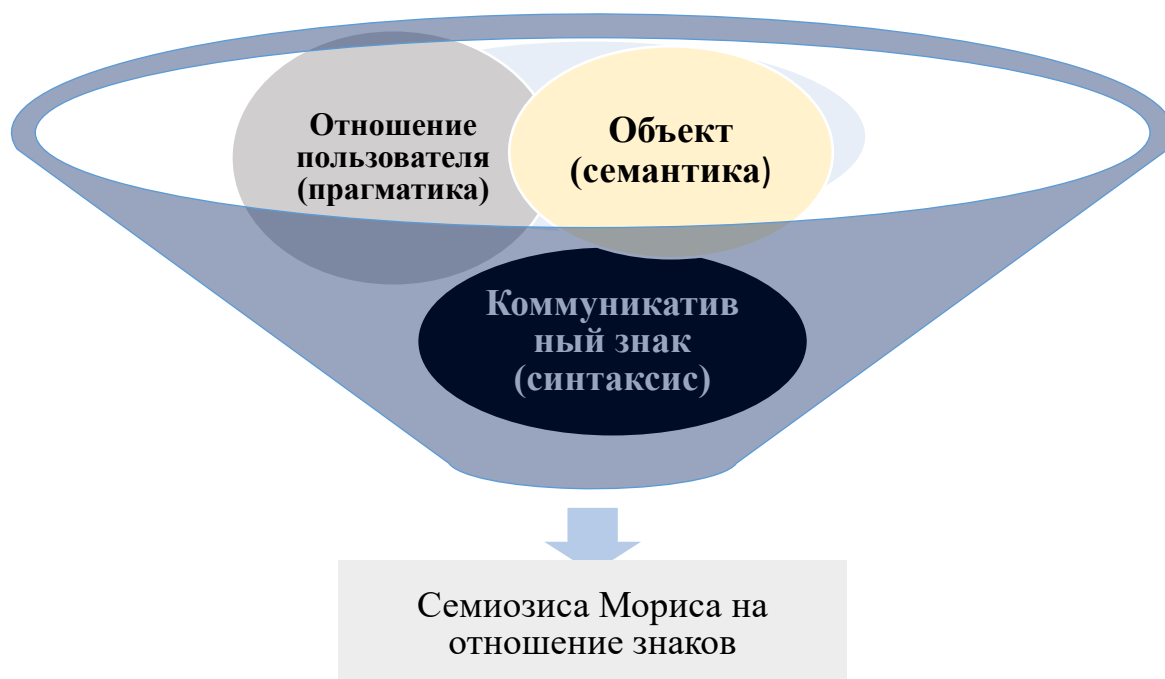 Отношение
пользователя
(прагматика)
Объект
(семантика)
Коммуникатив
ный знак
(синтаксис)
Семиозиса Мориса на
отношение знаков